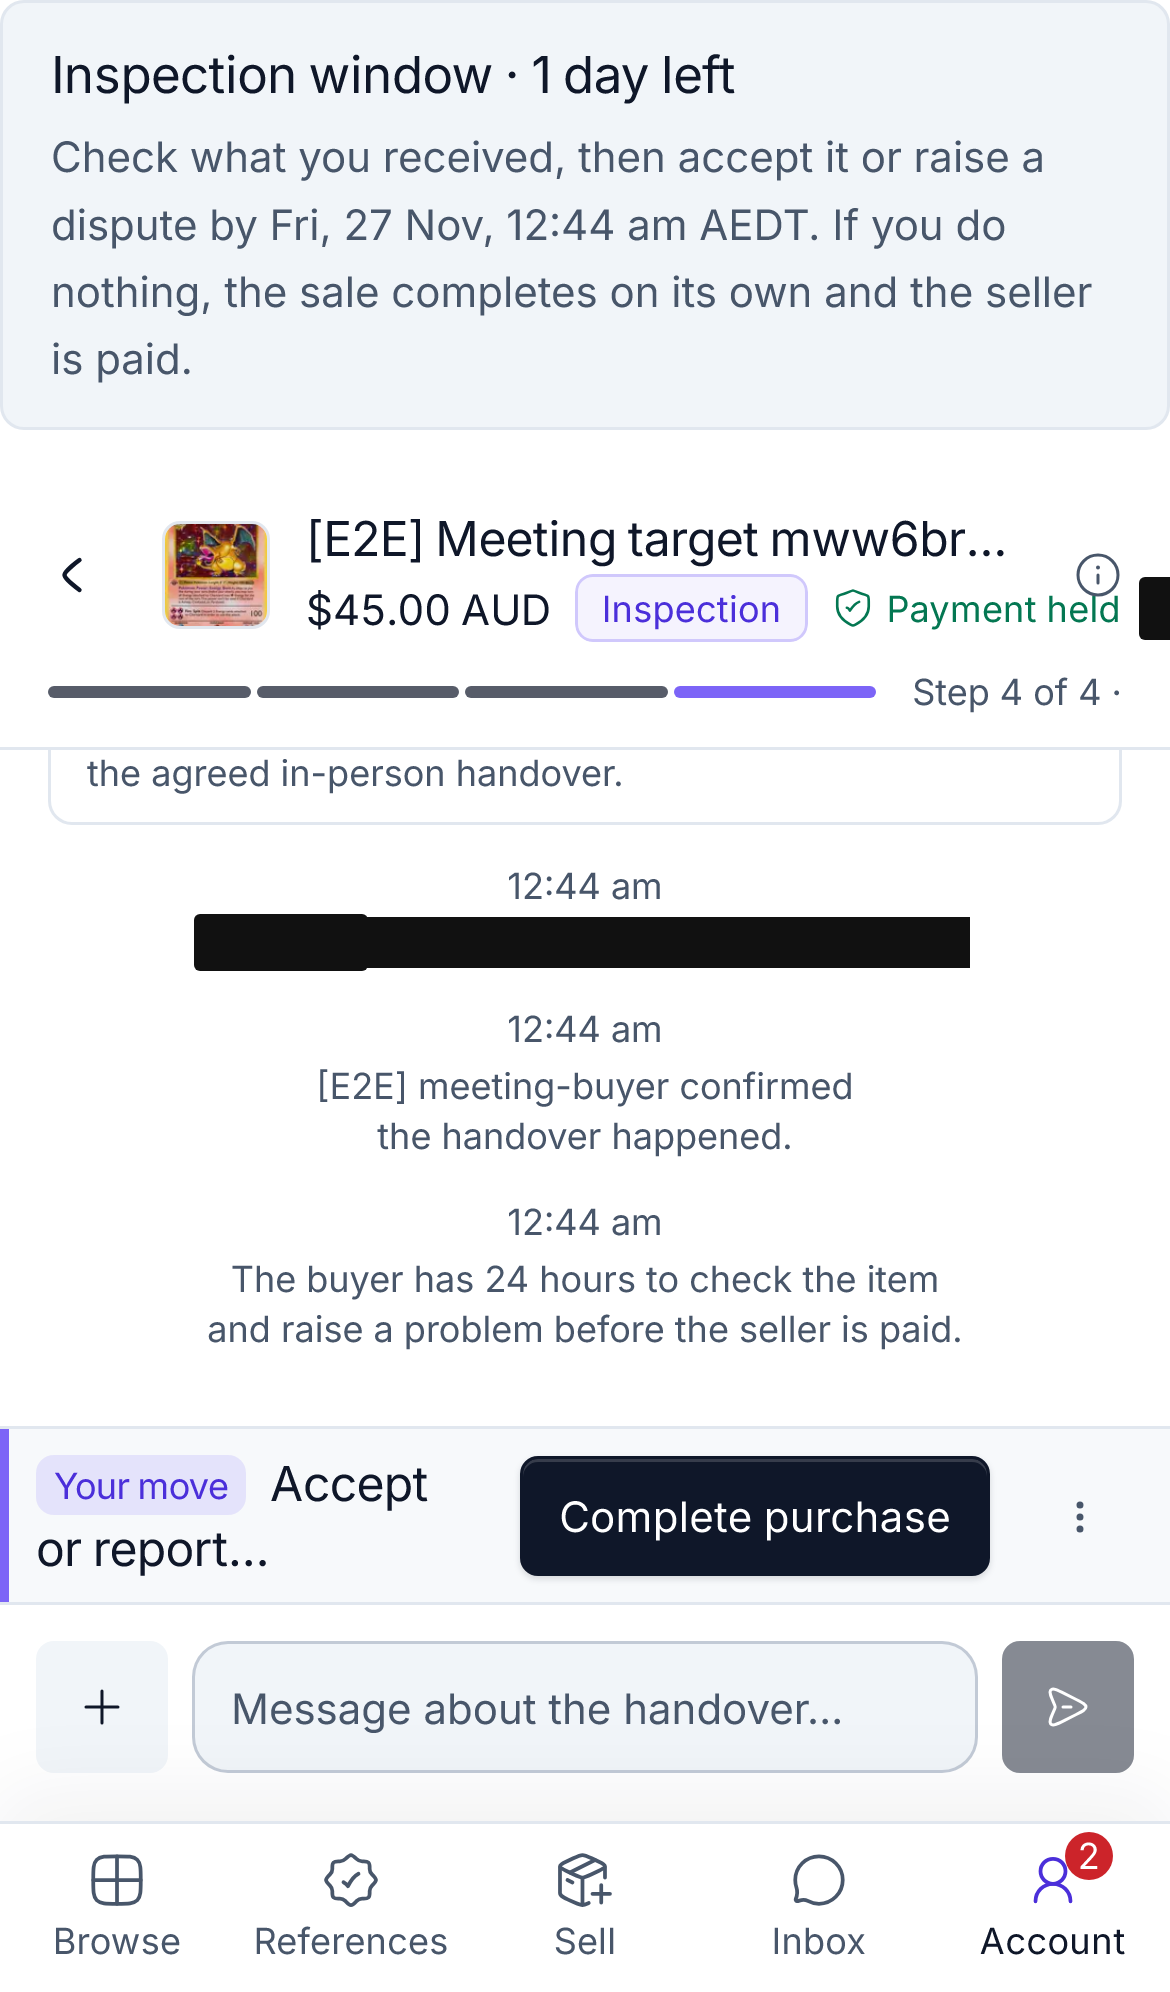 Inspection window · 1 day left
Check what you received, then accept it or raise a
dispute by Fri, 27 Nov, 12:44 am AEDT. If you do
nothing, the sale completes on its own and the seller
is paid.
[E2E] Meeting target mww6br...
$45.00 AUD Inspection Payment held
Step 4 of 4 ·
the agreed in-person handover.
12:44 am
12:44 am
[E2E] meeting-buyer confirmed
the handover happened.
12:44 am
The buyer has 24 hours to check the item
and raise a problem before the seller is paid.
Your move Accept
or report...
Complete purchase
Message about the handover...
2
Browse References Sell Inbox Account